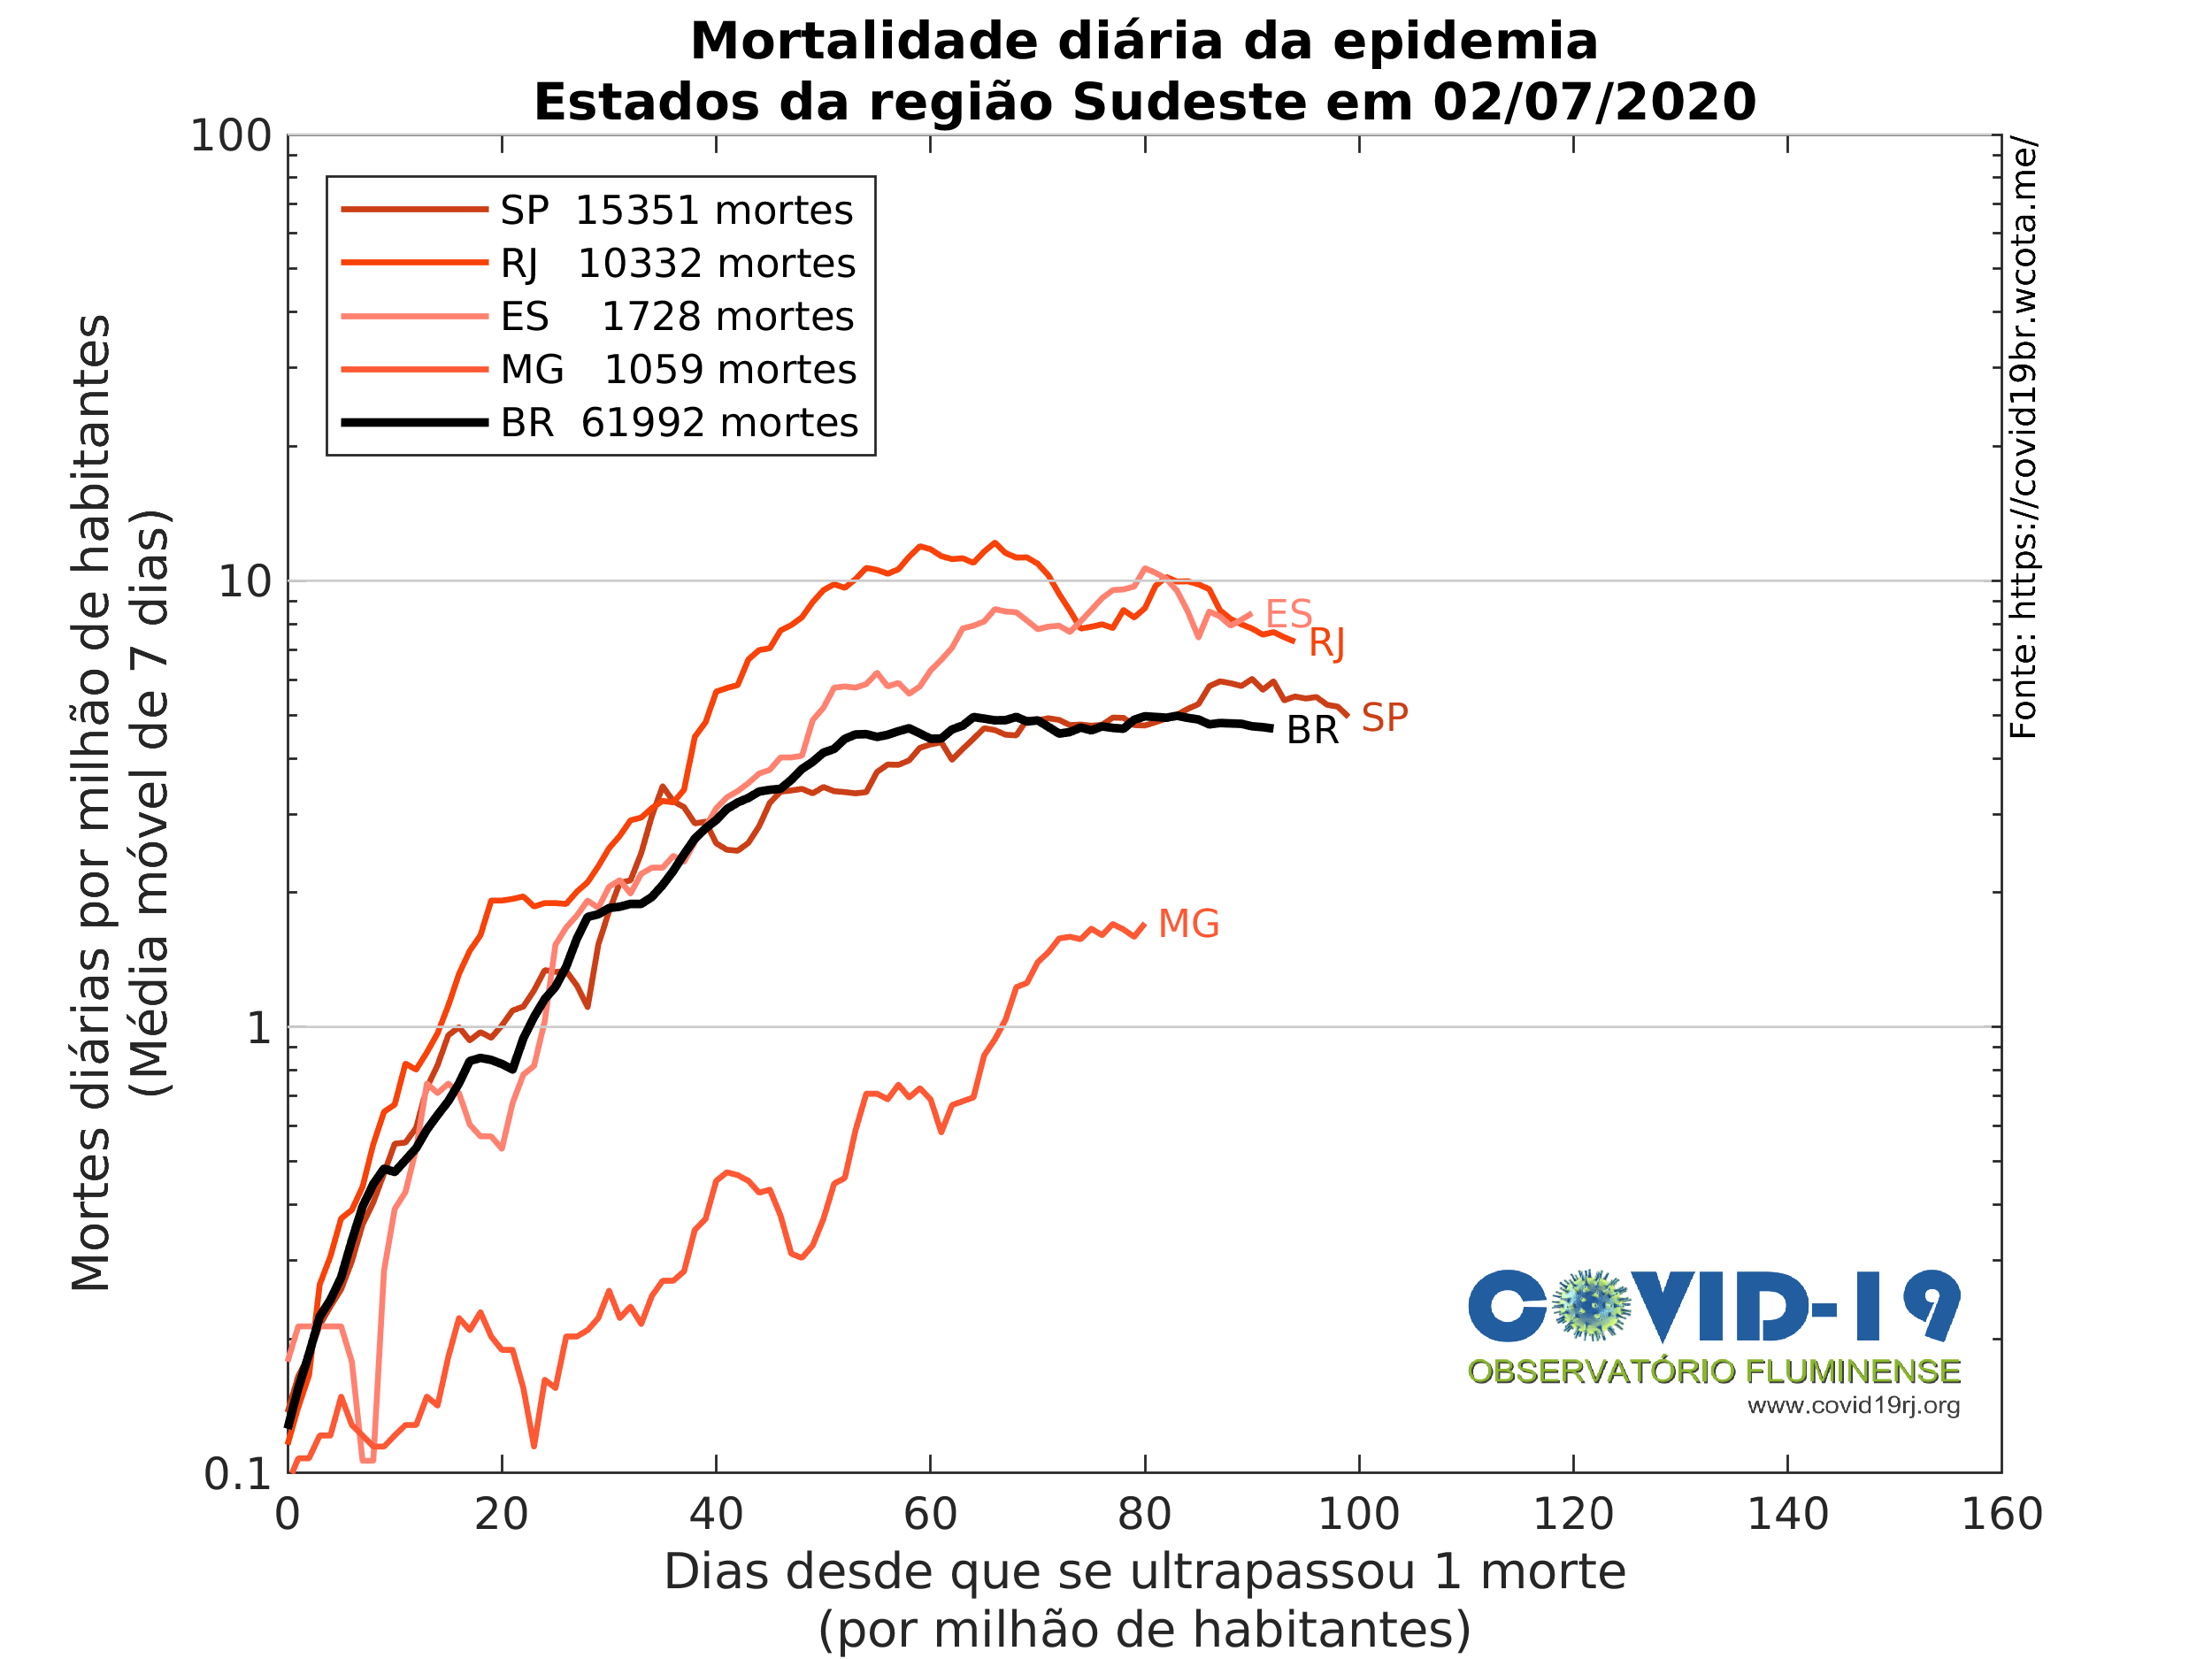 Mortalidade diária da epidemia
Estados da região Sudeste em 02/07/2020
SP 15351 mortes
RJ 10332 mortes
ES 1728 mortes
MG 1059 mortes
BR 61992 mortes
Mortes diárias por milhão de habitantes
(Média móvel de 7 dias)
100
10
1
0.1
ES
RJ
SP
BR
MG
Fonte: https://covid19br.wcota.me/
COVID-19
OBSERVATÓRIO FLUMINENSE
www.covid19rj.org
0 20 40 60 80 100 120 140 160
Dias desde que se ultrapassou 1 morte
(por milhão de habitantes)